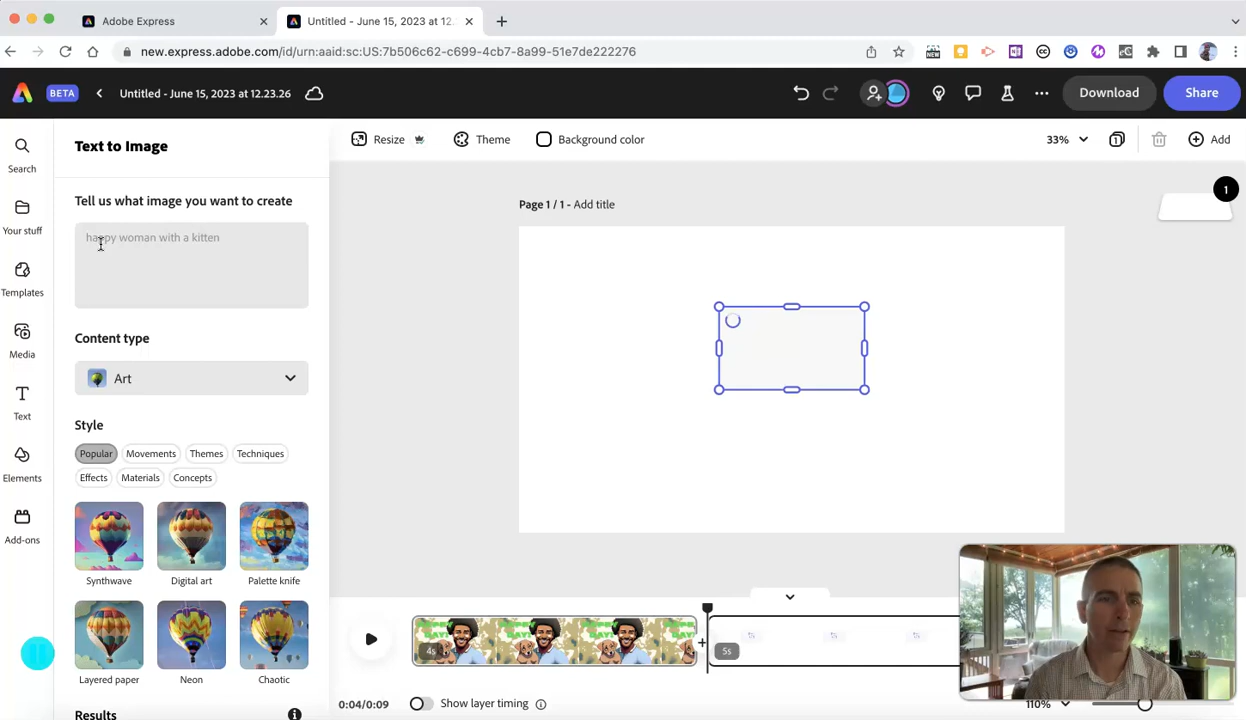 Adobe Express
Untitled - June 15, 2023 at 12.
new.express.adobe.com/id/urn:aaid:sc:US:7b506c62-c699-4cb7-8a99-51e7de222276
BETA
Untitled - June 15, 2023 at 12.23.26
Download
Share
Text to Image
Resize
Theme
Background color
33%
1
Add
Search
Tell us what image you want to create
Page 1 / 1 - Add title
1
happy woman with a kitten
Your stuff
Templates
Content type
Media
Art
Text
Style
Popular
Movements
Themes
Techniques
Effects
Materials
Concepts
Elements
Add-ons
Synthwave
Digital art
Palette knife
Layered paper
Neon
Chaotic
4s
5s
Results
0:04/0:09
Show layer timing
110%